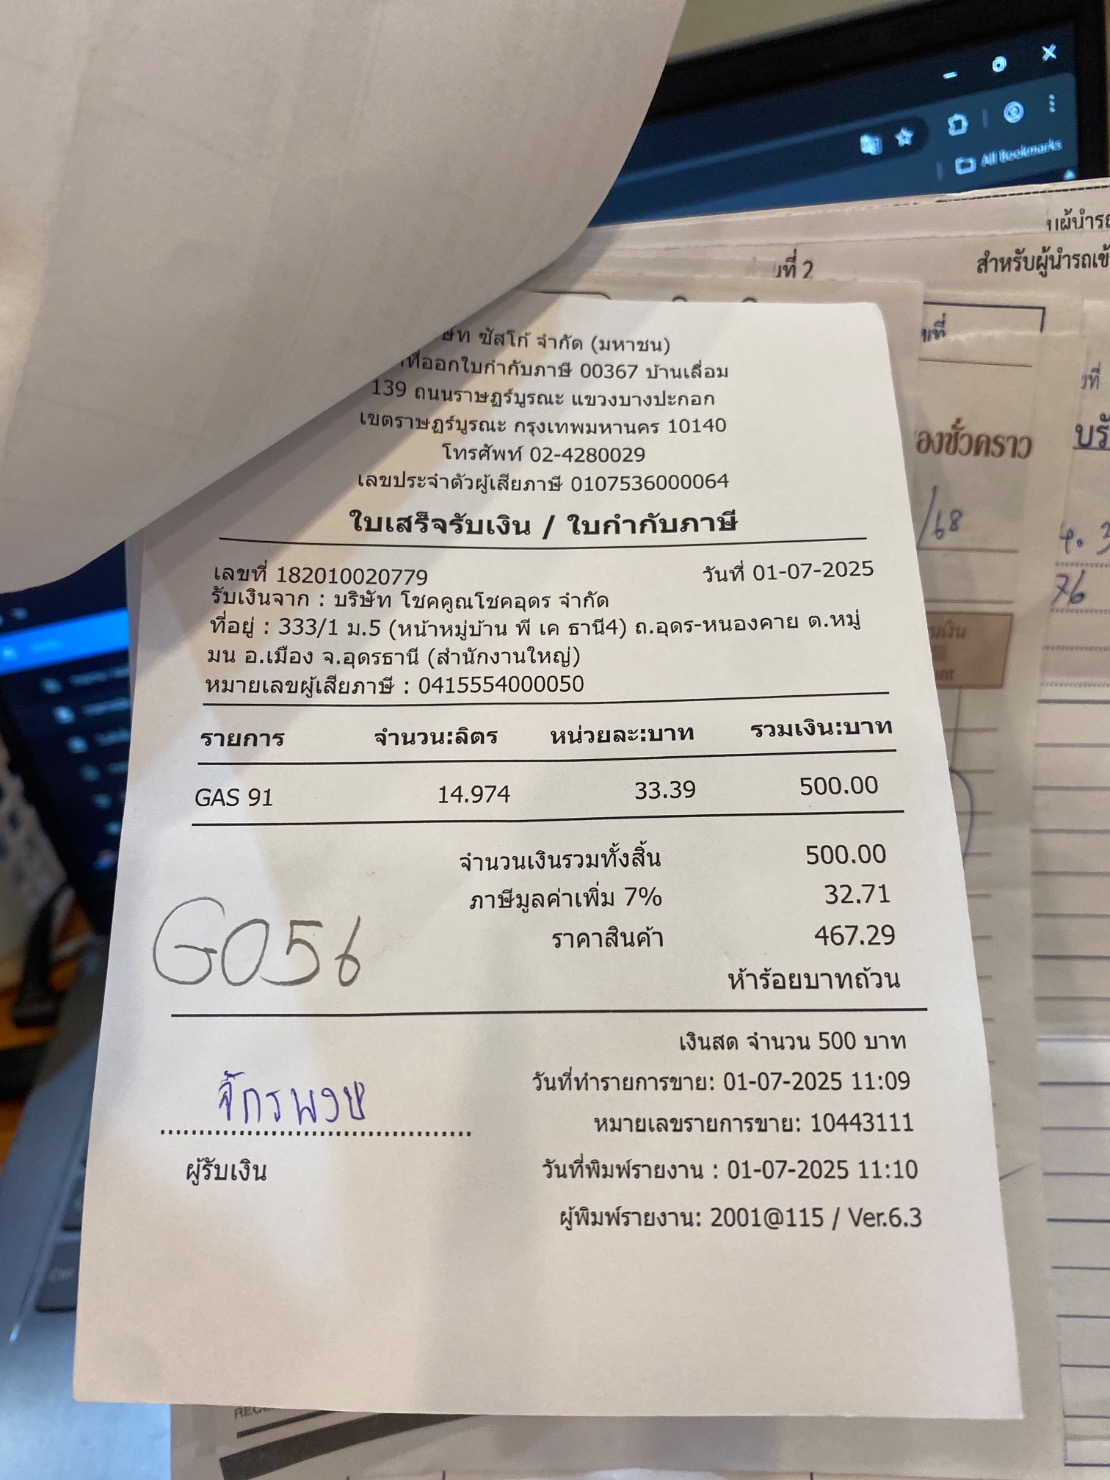 All Bookmarks
สำหรับผู้นำรถเข้
ที่ 2
ซัสโก้ จำกัด (มหาชน)
ที่ออกใบกำกับภาษี 00367 บ้านเลื่อม
139 ถนนราษฎร์บูรณะ แขวงบางปะกอก
เขตราษฎร์บูรณะ กรุงเทพมหานคร 10140
โทรศัพท์ 02-4280029
เลขประจำตัวผู้เสียภาษี 0107536000064
ใบเสร็จรับเงิน / ใบกำกับภาษี
เลขที่ 182010020779 วันที่ 01-07-2025
รับเงินจาก : บริษัท โชคคูณโชคอุดร จำกัด
ที่อยู่ : 333/1 ม.5 (หน้าหมู่บ้าน พี เค ธานี4) ถ.อุดร-หนองคาย ต.หมู่
มน อ.เมือง จ.อุดรธานี (สำนักงานใหญ่)
หมายเลขผู้เสียภาษี : 0415554000050
รายการ จำนวน:ลิตร หน่วยละ:บาท รวมเงิน:บาท
GAS 91 14.974 33.39 500.00
จำนวนเงินรวมทั้งสิ้น 500.00
ภาษีมูลค่าเพิ่ม 7% 32.71
ราคาสินค้า 467.29
G056
ห้าร้อยบาทถ้วน
เงินสด จำนวน 500 บาท
วันที่ทำรายการขาย: 01-07-2025 11:09
จักรพงษ์
หมายเลขรายการขาย: 10443111
ผู้รับเงิน
วันที่พิมพ์รายงาน : 01-07-2025 11:10
ผู้พิมพ์รายงาน: 2001@115 / Ver.6.3
องชั่วคราว
/68
76